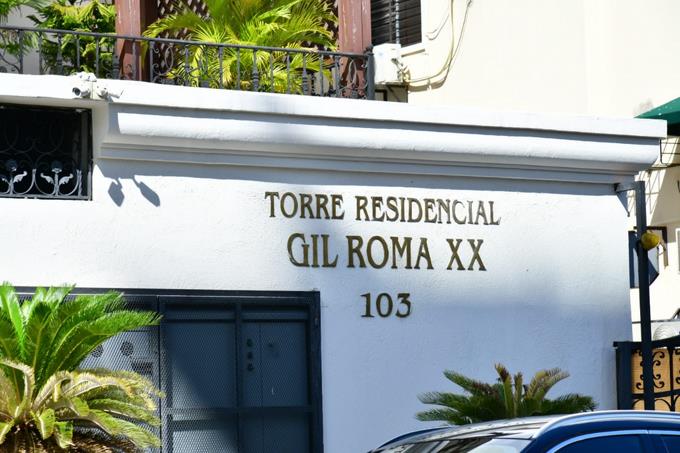 TORRE RESIDENCIAL
GIL ROMA XX
103